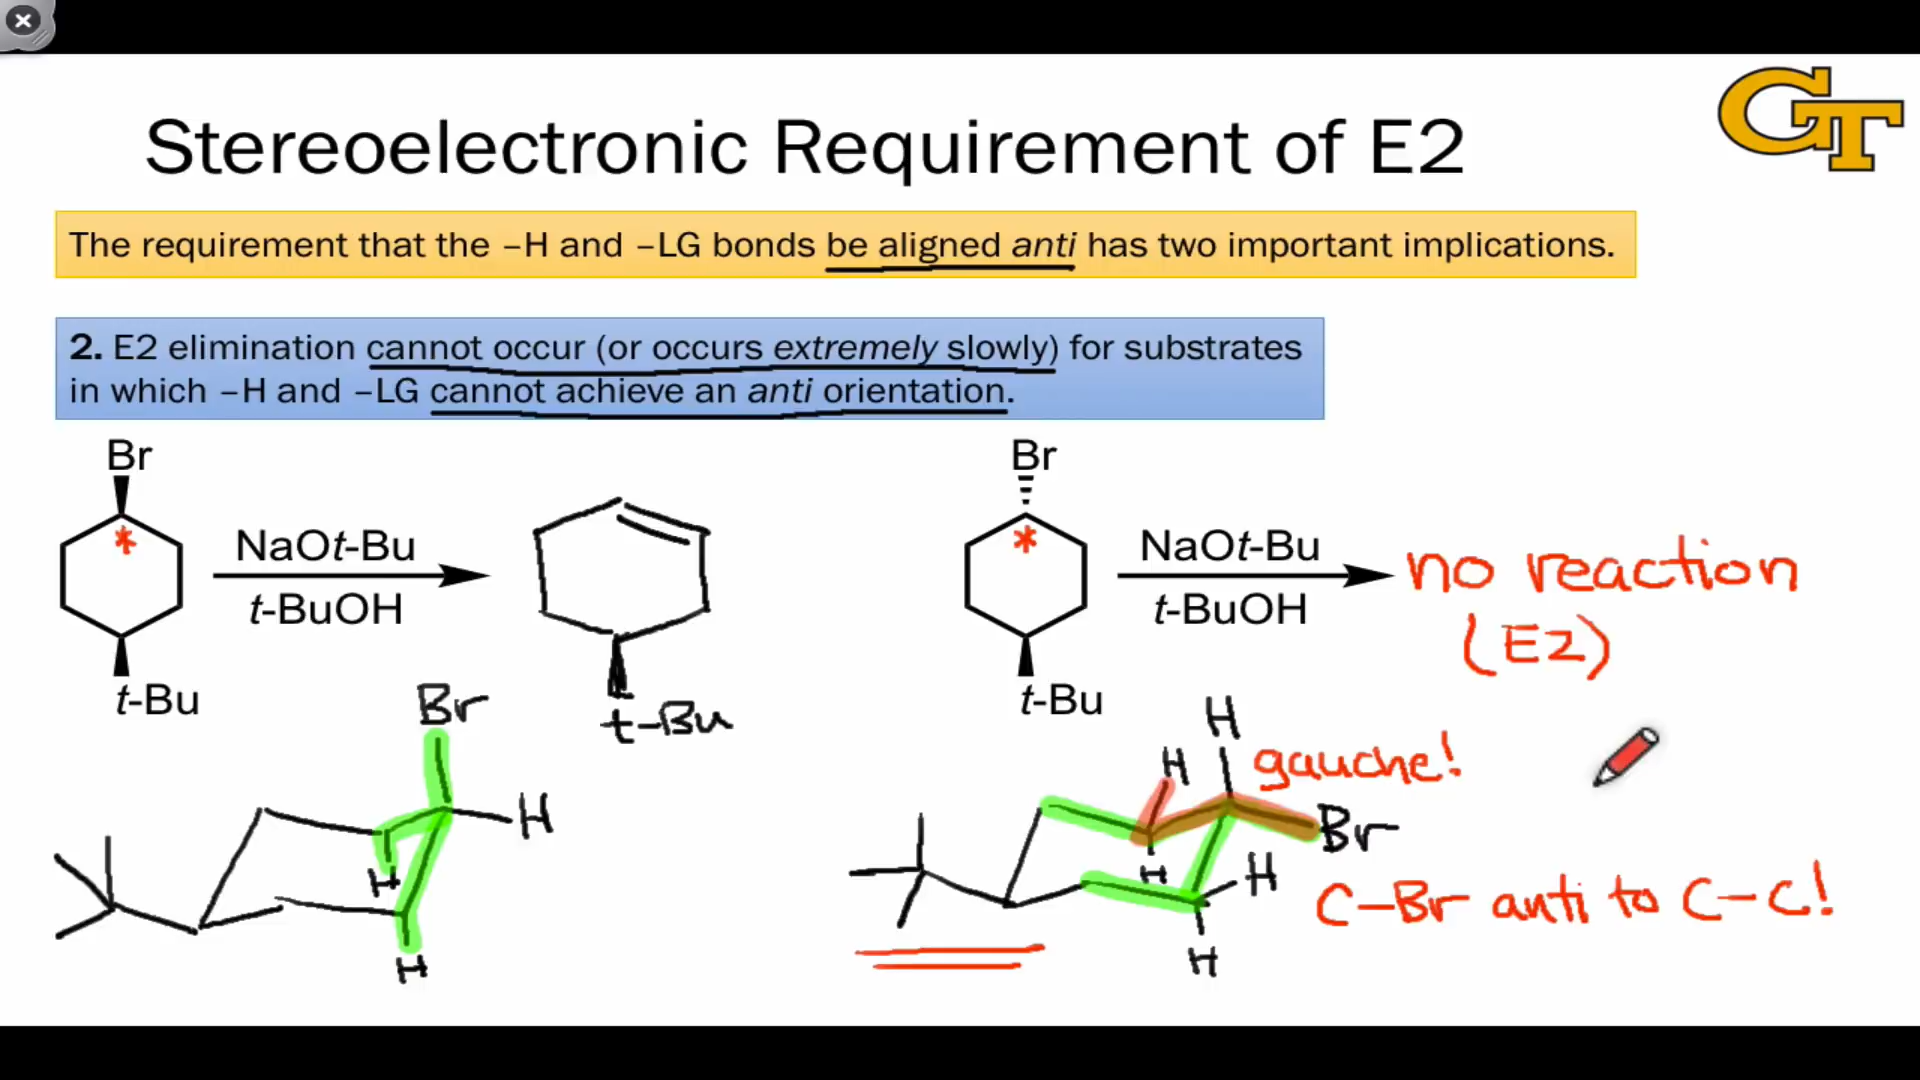 Stereoelectronic Requirement of E2
GT
The requirement that the –H and –LG bonds be aligned anti has two important implications.
2. E2 elimination cannot occur (or occurs extremely slowly) for substrates
in which –H and –LG cannot achieve an anti orientation.
Br
*
NaOt-Bu
t-BuOH
t-Bu
t-Bu
Br
*
NaOt-Bu
t-BuOH
t-Bu
no reaction
(E2)
Br
H
H
H
H
H
gauche!
Br
H
H
H
C–Br anti to C–C!